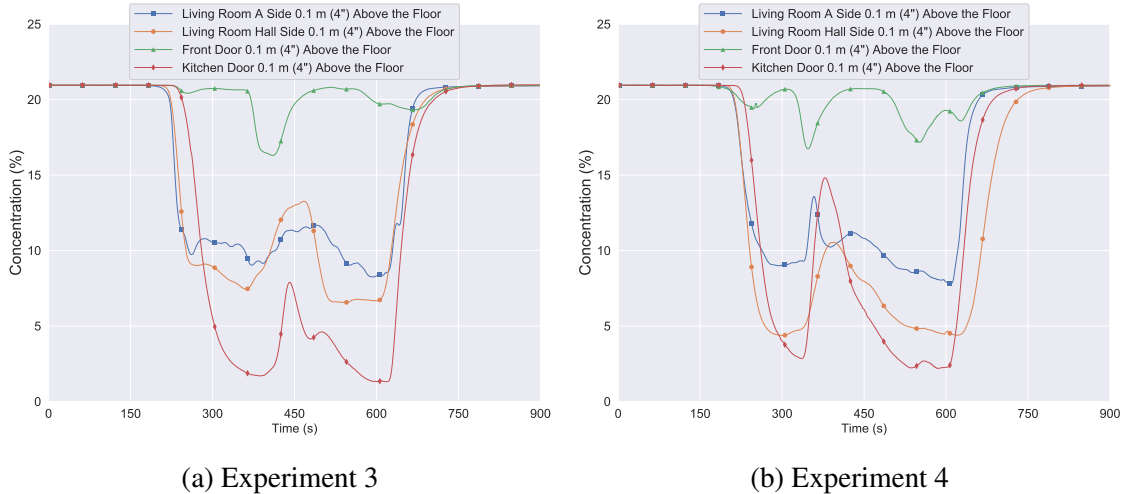 Living Room A Side 0.1 m (4") Above the Floor
Living Room Hall Side 0.1 m (4") Above the Floor
Front Door 0.1 m (4") Above the Floor
Kitchen Door 0.1 m (4") Above the Floor
25
20
15
10
5
0
Concentration (%)
0 150 300 450 600 750 900
Time (s)
(a) Experiment 3
Living Room A Side 0.1 m (4") Above the Floor
Living Room Hall Side 0.1 m (4") Above the Floor
Front Door 0.1 m (4") Above the Floor
Kitchen Door 0.1 m (4") Above the Floor
25
20
15
10
5
0
Concentration (%)
0 150 300 450 600 750 900
Time (s)
(b) Experiment 4